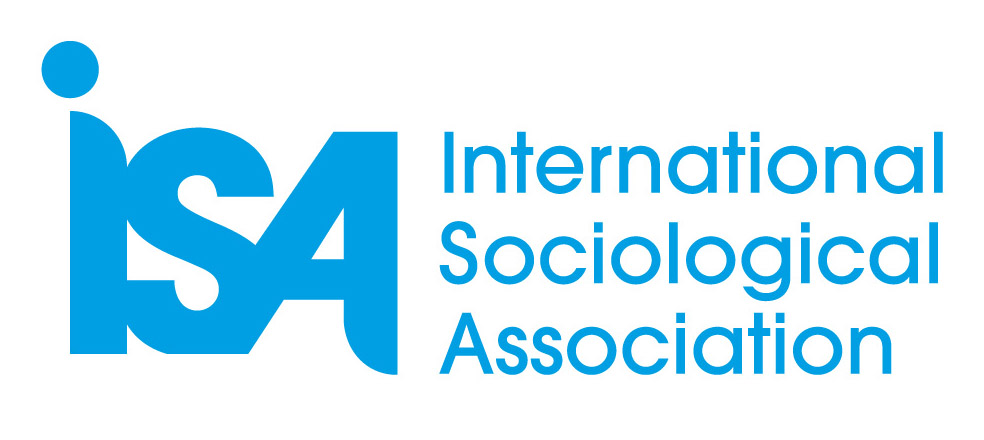 iSA
International
Sociological
Association